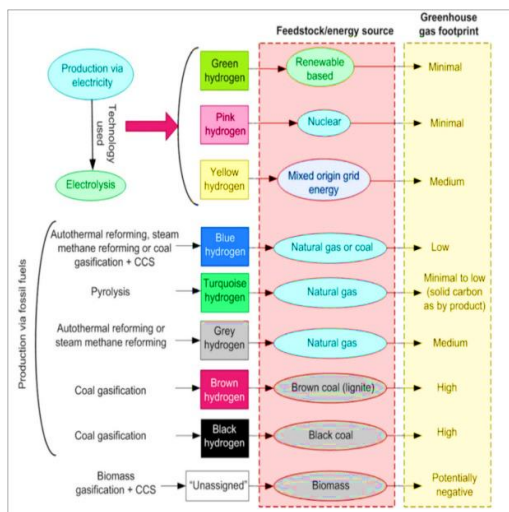 Feedstock/energy source
Greenhouse
gas footprint
Production via
electricity
Technology
used
Electrolysis
Green
hydrogen
Renewable
based
Minimal
Pink
hydrogen
Nuclear
Minimal
Yellow
hydrogen
Mixed origin grid
energy
Medium
Production via fossil fuels
Autothermal reforming, steam
methane reforming or coal
gasification + CCS
Blue
hydrogen
Natural gas or coal
Low
Pyrolysis
Turquoise
hydrogen
Natural gas
Minimal to low
(solid carbon
as by product)
Autothermal reforming or
steam methane reforming
Grey
hydrogen
Natural gas
Medium
Coal gasification
Brown
hydrogen
Brown coal (lignite)
High
Coal gasification
Black
hydrogen
Black coal
High
Biomass
gasification + CCS
"Unassigned"
Biomass
Potentially
negative